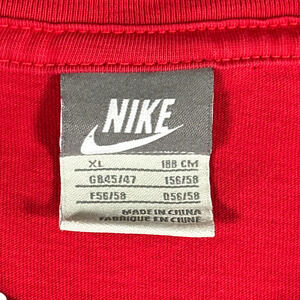 NIKE
XL 188 CM
GB45/47 I56/58
F56/58 D56/58
MADE IN CHINA
FABRIQUE EN CHINE